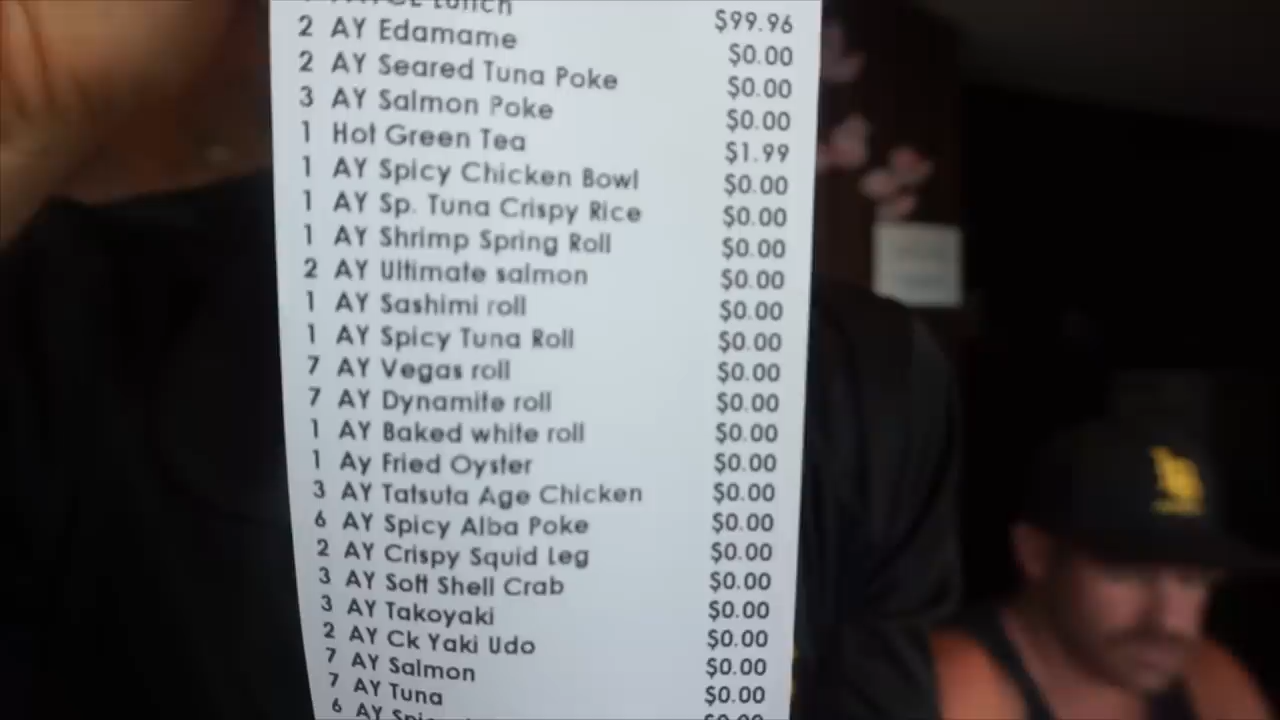 Lunch $99.96
2 AY Edamame $0.00
2 AY Seared Tuna Poke $0.00
3 AY Salmon Poke $0.00
1 Hot Green Tea $1.99
1 AY Spicy Chicken Bowl $0.00
1 AY Sp. Tuna Crispy Rice $0.00
1 AY Shrimp Spring Roll $0.00
2 AY Ultimate salmon $0.00
1 AY Sashimi roll $0.00
1 AY Spicy Tuna Roll $0.00
7 AY Vegas roll $0.00
7 AY Dynamite roll $0.00
1 AY Baked white roll $0.00
1 Ay Fried Oyster $0.00
3 AY Tatsuta Age Chicken $0.00
6 AY Spicy Alba Poke $0.00
2 AY Crispy Squid Leg $0.00
3 AY Soft Shell Crab $0.00
3 AY Takoyaki $0.00
2 AY Ck Yaki Udo $0.00
7 AY Salmon $0.00
7 AY Tuna $0.00
6 AY